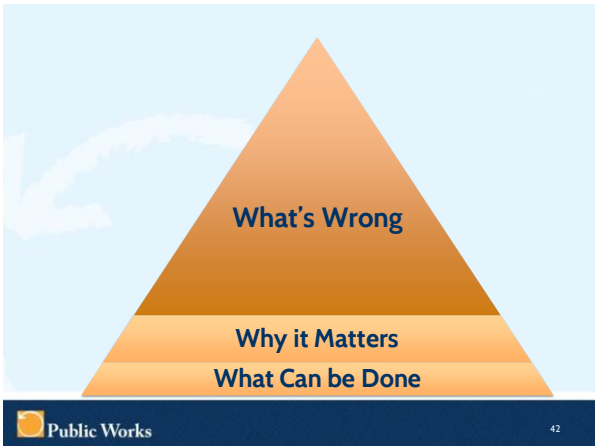 What's Wrong
Why it Matters
What Can be Done
Public Works
42